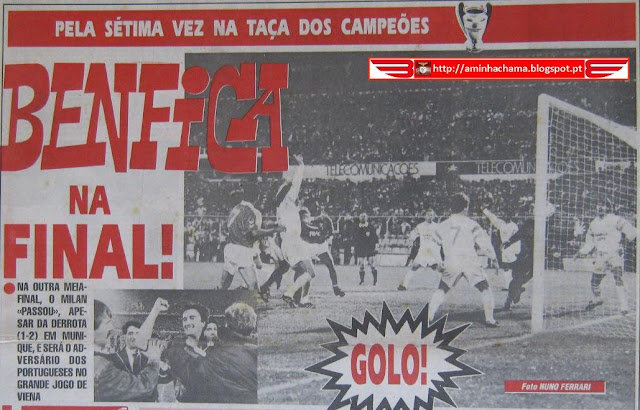 PELA SÉTIMA VEZ NA TAÇA DOS CAMPEÕES
http://aminhachama.blogspot.pt
BENFICA
NA
FINAL!
NA OUTRA MEIA-
FINAL, O MILAN
«PASSOU», APE-
SAR DA DERROTA
(1-2) EM MUNI-
QUE, E SERÁ O AD-
VERSÁRIO DOS
PORTUGUESES NO
GRANDE JOGO DE
VIENA
TELECOMUNICAÇÕES
TELECOMUNICAÇÕES
7
GOLO!
Foto NUNO FERRARI